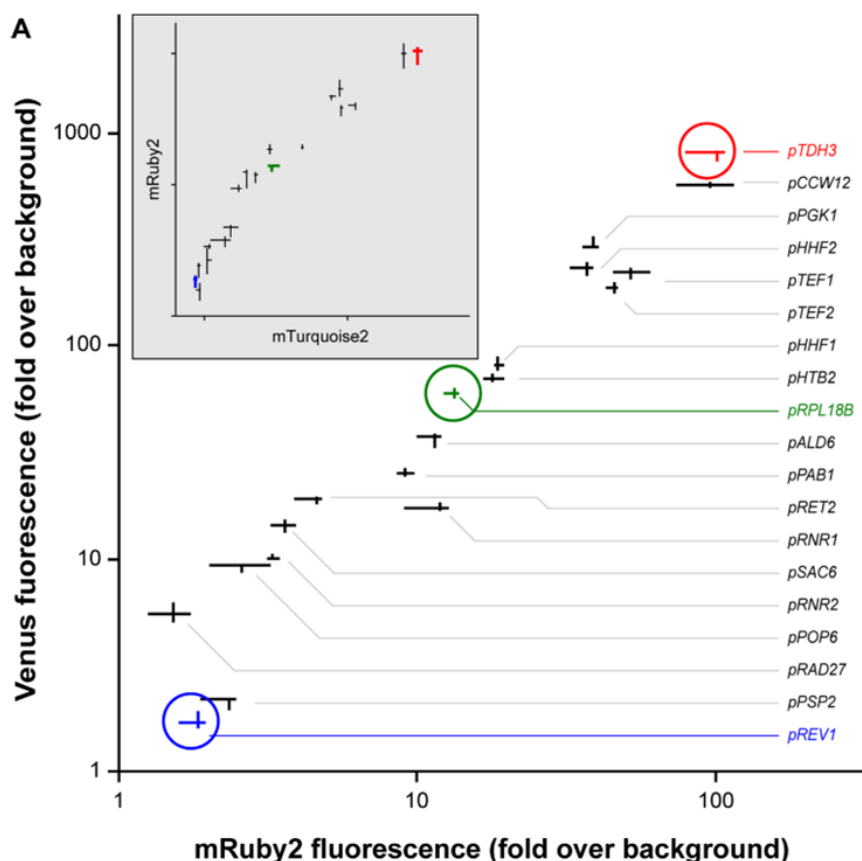 A
mRuby2
mTurquoise2
Venus fluorescence (fold over background)
1000
100
10
1
pTDH3
pCCW12
pPGK1
pHHF2
pTEF1
pTEF2
pHHF1
pHTB2
pRPL18B
pALD6
pPAB1
pRET2
pRNR1
pSAC6
pRNR2
pPOP6
pRAD27
pPSP2
pREV1
1
10
100
mRuby2 fluorescence (fold over background)